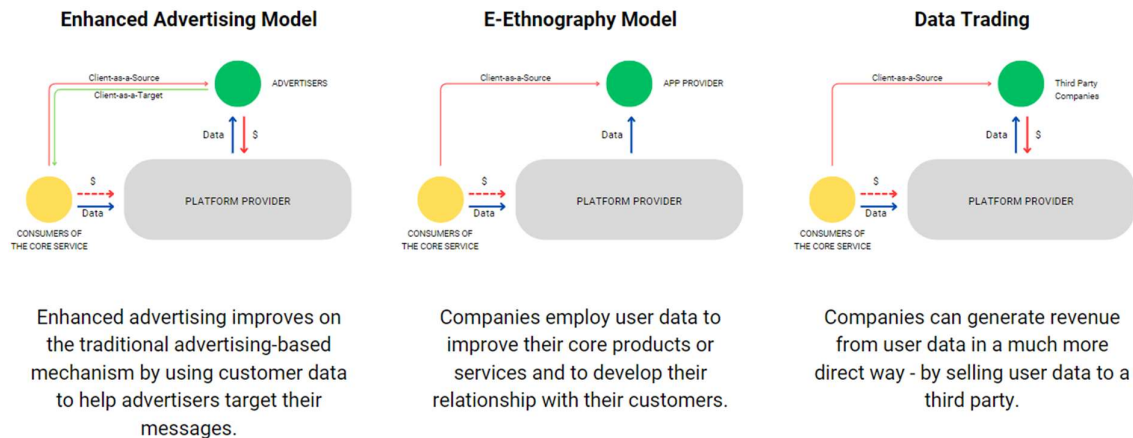 Enhanced Advertising Model
Client-as-a-Source
Client-as-a-Target
ADVERTISERS
Data
$
$
Data
PLATFORM PROVIDER
CONSUMERS OF
THE CORE SERVICE
Enhanced advertising improves on
the traditional advertising-based
mechanism by using customer data
to help advertisers target their
messages.
E-Ethnography Model
Client-as-a-Source
APP PROVIDER
Data
$
Data
PLATFORM PROVIDER
CONSUMERS OF
THE CORE SERVICE
Companies employ user data to
improve their core products or
services and to develop their
relationship with their customers.
Data Trading
Client-as-a-Source
Third Party
Companies
Data
$
$
Data
PLATFORM PROVIDER
CONSUMERS OF
THE CORE SERVICE
Companies can generate revenue
from user data in a much more
direct way - by selling user data to a
third party.